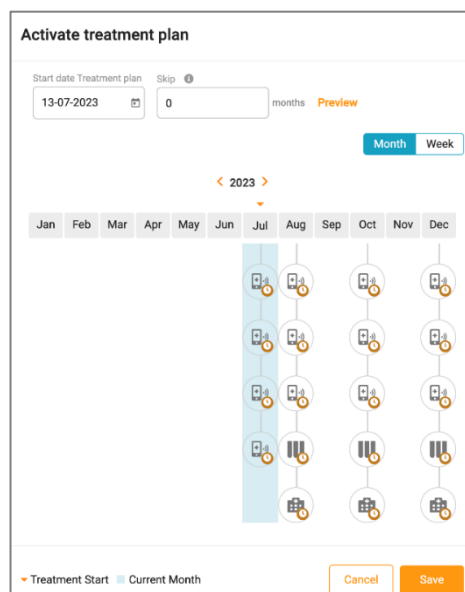 Activate treatment plan
Start date Treatment plan Skip
13-07-2023 0 months Preview
Month Week
2023
Jan Feb Mar Apr May Jun Jul Aug Sep Oct Nov Dec
Treatment Start Current Month Cancel Save